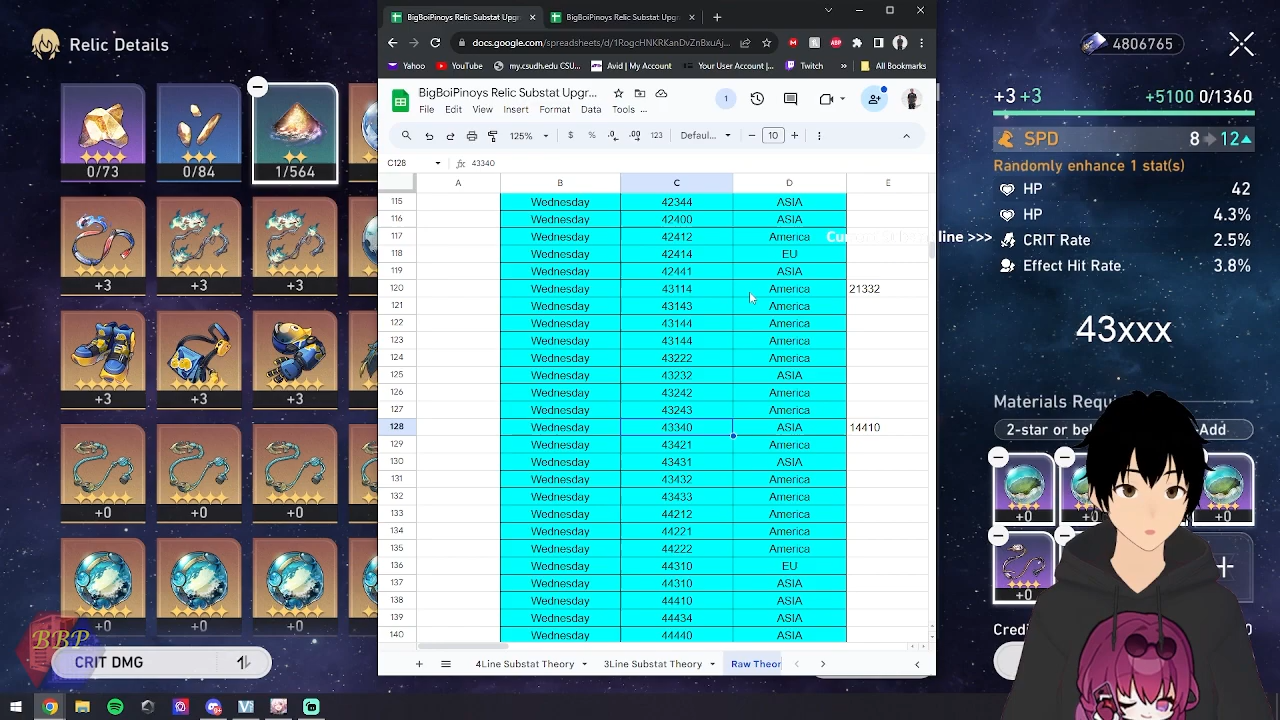 Relic Details
0/73
0/84
1/564
+3
+3
+3
+3
+3
+3
+0
+0
+0
+0
+0
+0
BBP
CRIT DMG
BigBoiPinoys Relic Substat Upgr
BigBoiPinoys Relic Substat Upgr
docs.google.com/spreadsheets/d/1RogcHNKRKanDvZnBxuAj...
Yahoo
YouTube
my.csudh.edu CSU...
Avid | My Account
Your User Account |...
Twitch
»
All Bookmarks
BigBoiPinoys Relic Substat Upgr...
1
File Edit View Insert Format Data Tools ...
125% $ % .0 .00 123 Defaul... − 10 +
C128 fx 43340
A B C D E
115 Wednesday 42344 ASIA
116 Wednesday 42400 ASIA
117 Wednesday 42412 America
118 Wednesday 42414 EU
119 Wednesday 42441 ASIA
120 Wednesday 43114 America 21332
121 Wednesday 43143 America
122 Wednesday 43144 America
123 Wednesday 43144 America
124 Wednesday 43222 America
125 Wednesday 43232 ASIA
126 Wednesday 43242 America
127 Wednesday 43243 America
128 Wednesday 43340 ASIA 14410
129 Wednesday 43421 America
130 Wednesday 43431 ASIA
131 Wednesday 43432 America
132 Wednesday 43433 America
133 Wednesday 44212 America
134 Wednesday 44221 America
135 Wednesday 44222 America
136 Wednesday 44310 EU
137 Wednesday 44310 ASIA
138 Wednesday 44410 ASIA
139 Wednesday 44434 ASIA
140 Wednesday 44440 ASIA
4Line Substat Theory
3Line Substat Theory
Raw Theor
line >>>
4806765
+3 +3 +5100 0/1360
SPD 8 12
Randomly enhance 1 stat(s)
HP 42
HP 4.3%
CRIT Rate 2.5%
Effect Hit Rate 3.8%
43xxx
Materials Requi
2-star or be
Add
+0
+0
+0
+0
Credi
0